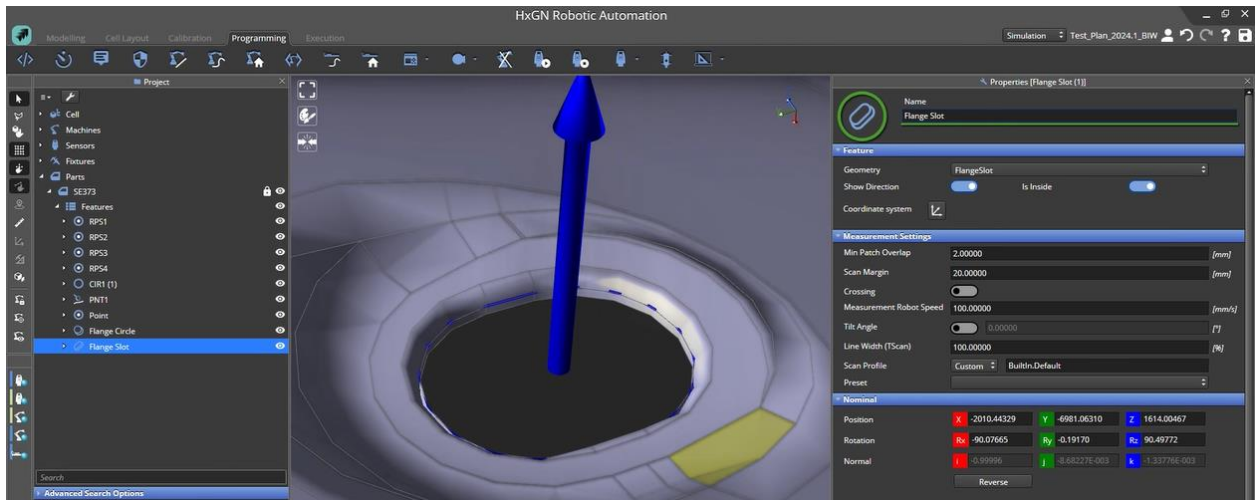 HxGN Robotic Automation
Modelling Cell Layout Calibration Programming Execution
Simulation Test_Plan_2024.1_BIW
Project
Cell
Machines
Sensors
Fixtures
Parts
SE373
Features
RPS1
RPS2
RPS3
RPS4
CIR1 (1)
PNT1
Point
Flange Circle
Flange Slot
Search
Advanced Search Options
Properties [Flange Slot (1)]
Name
Flange Slot
Feature
Geometry FlangeSlot
Show Direction Is Inside
Coordinate system
Measurement Settings
Min Patch Overlap 2.00000 [mm]
Scan Margin 20.00000 [mm]
Crossing
Measurement Robot Speed 100.00000 [mm/s]
Tilt Angle 0.00000 [°]
Line Width (TScan) 100.00000 [%]
Scan Profile Custom BuiltIn.Default
Preset
Nominal
Position X -2010.44329 Y -6981.06310 Z 1614.00467
Rotation Rx -90.07665 Ry -0.19170 Rz 90.49772
Normal i -0.99996 j -8.68227E-003 k -1.33776E-003
Reverse